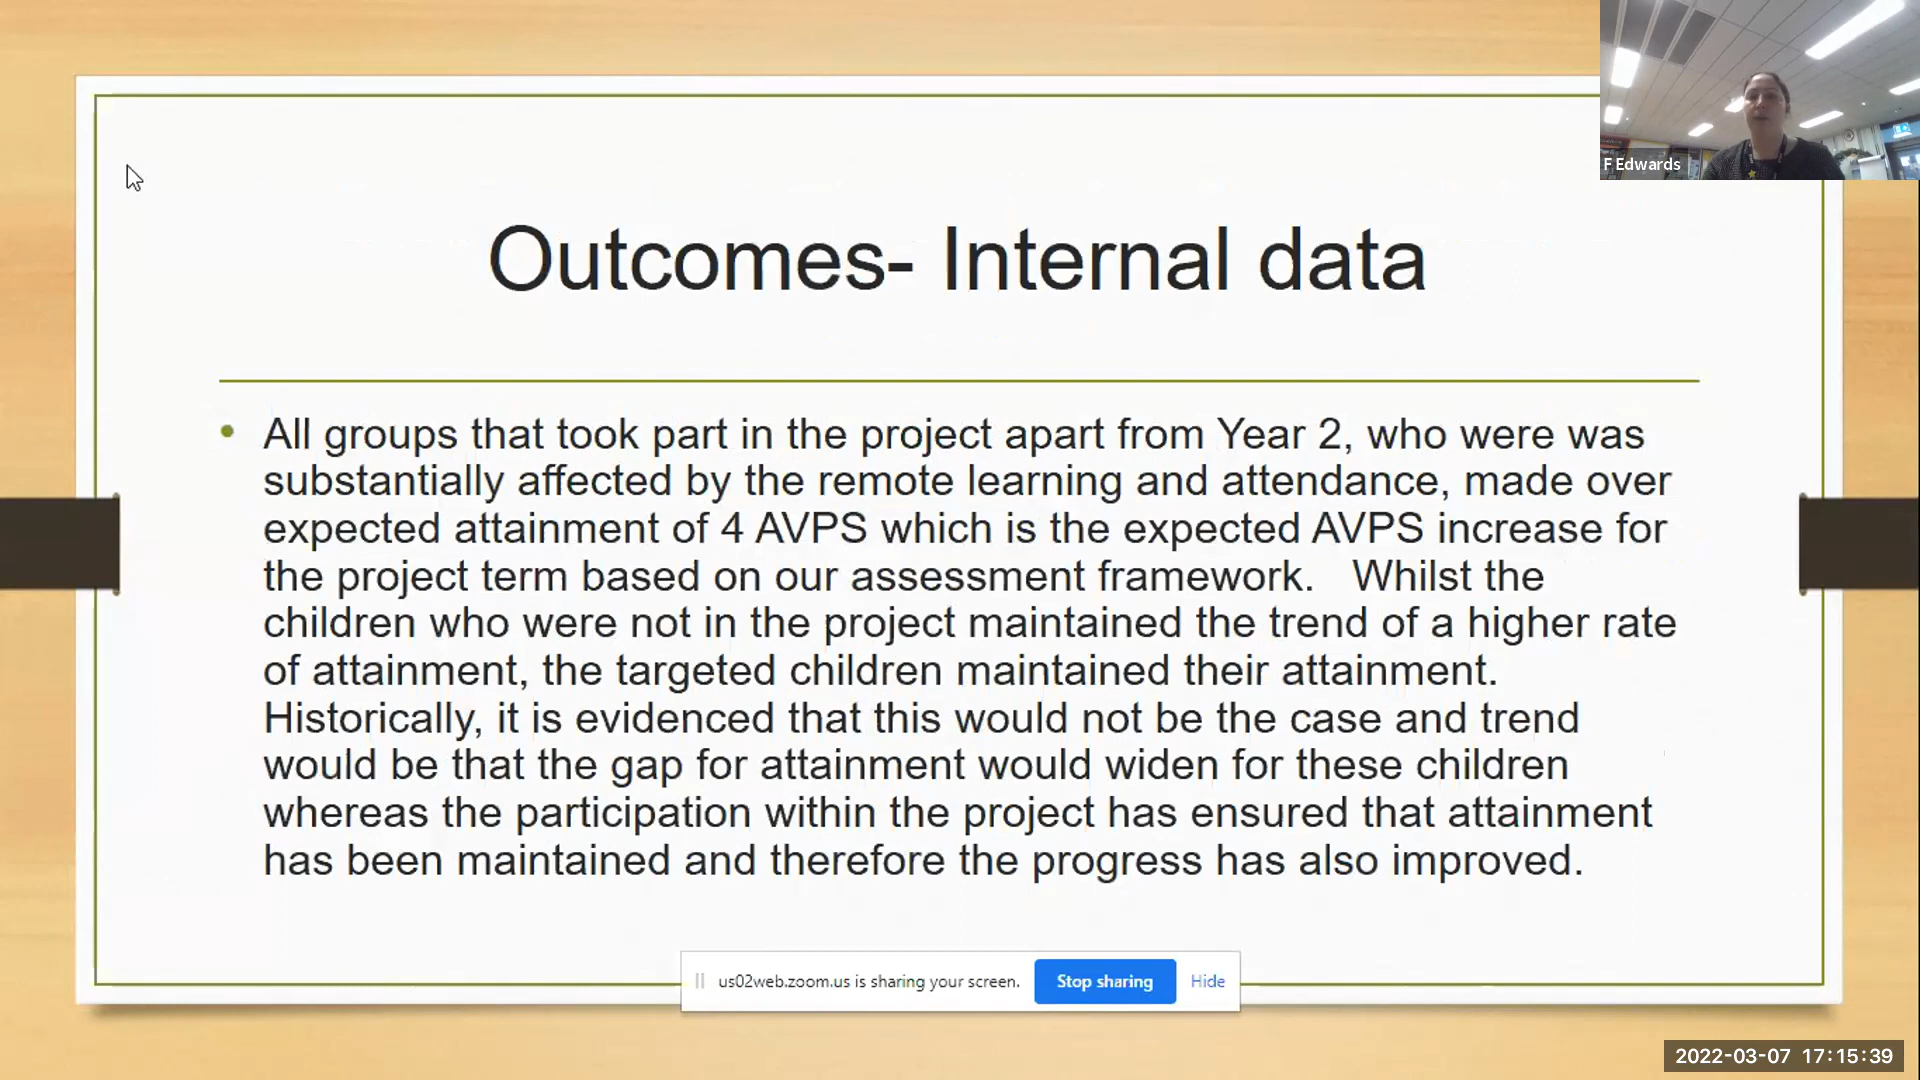 F Edwards
Outcomes- Internal data
• All groups that took part in the project apart from Year 2, who were was
substantially affected by the remote learning and attendance, made over
expected attainment of 4 AVPS which is the expected AVPS increase for
the project term based on our assessment framework.   Whilst the
children who were not in the project maintained the trend of a higher rate
of attainment, the targeted children maintained their attainment.
Historically, it is evidenced that this would not be the case and trend
would be that the gap for attainment would widen for these children
whereas the participation within the project has ensured that attainment
has been maintained and therefore the progress has also improved.
us02web.zoom.us is sharing your screen. Stop sharing Hide
2022-03-07 17:15:39